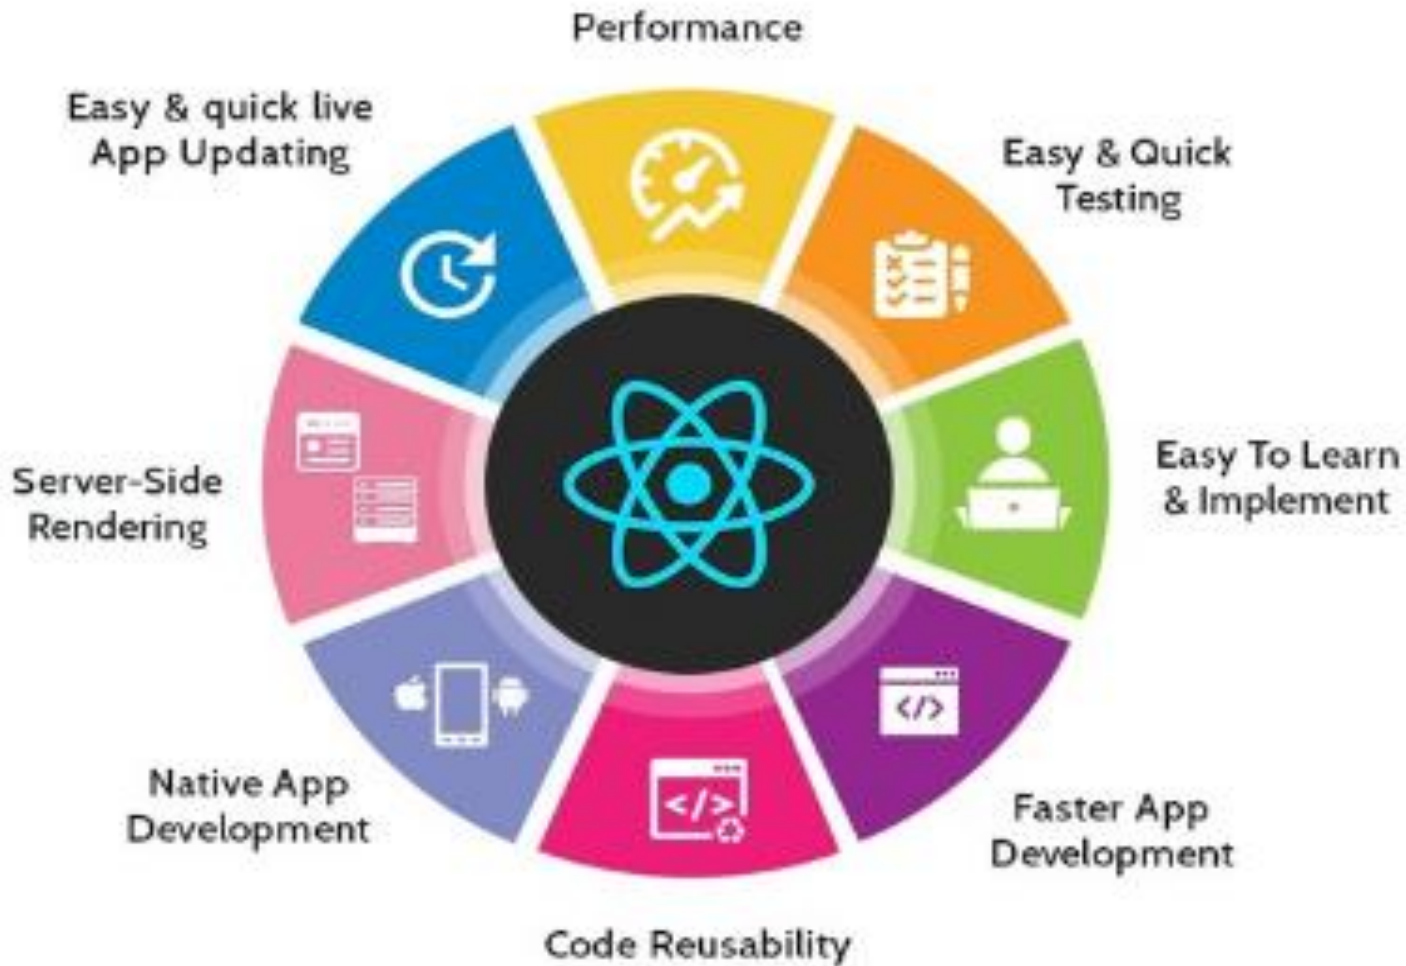 Performance
Easy & quick live
App Updating
Easy & Quick
Testing
Easy To Learn
& Implement
Server-Side
Rendering
Native App
Development
Faster App
Development
Code Reusability